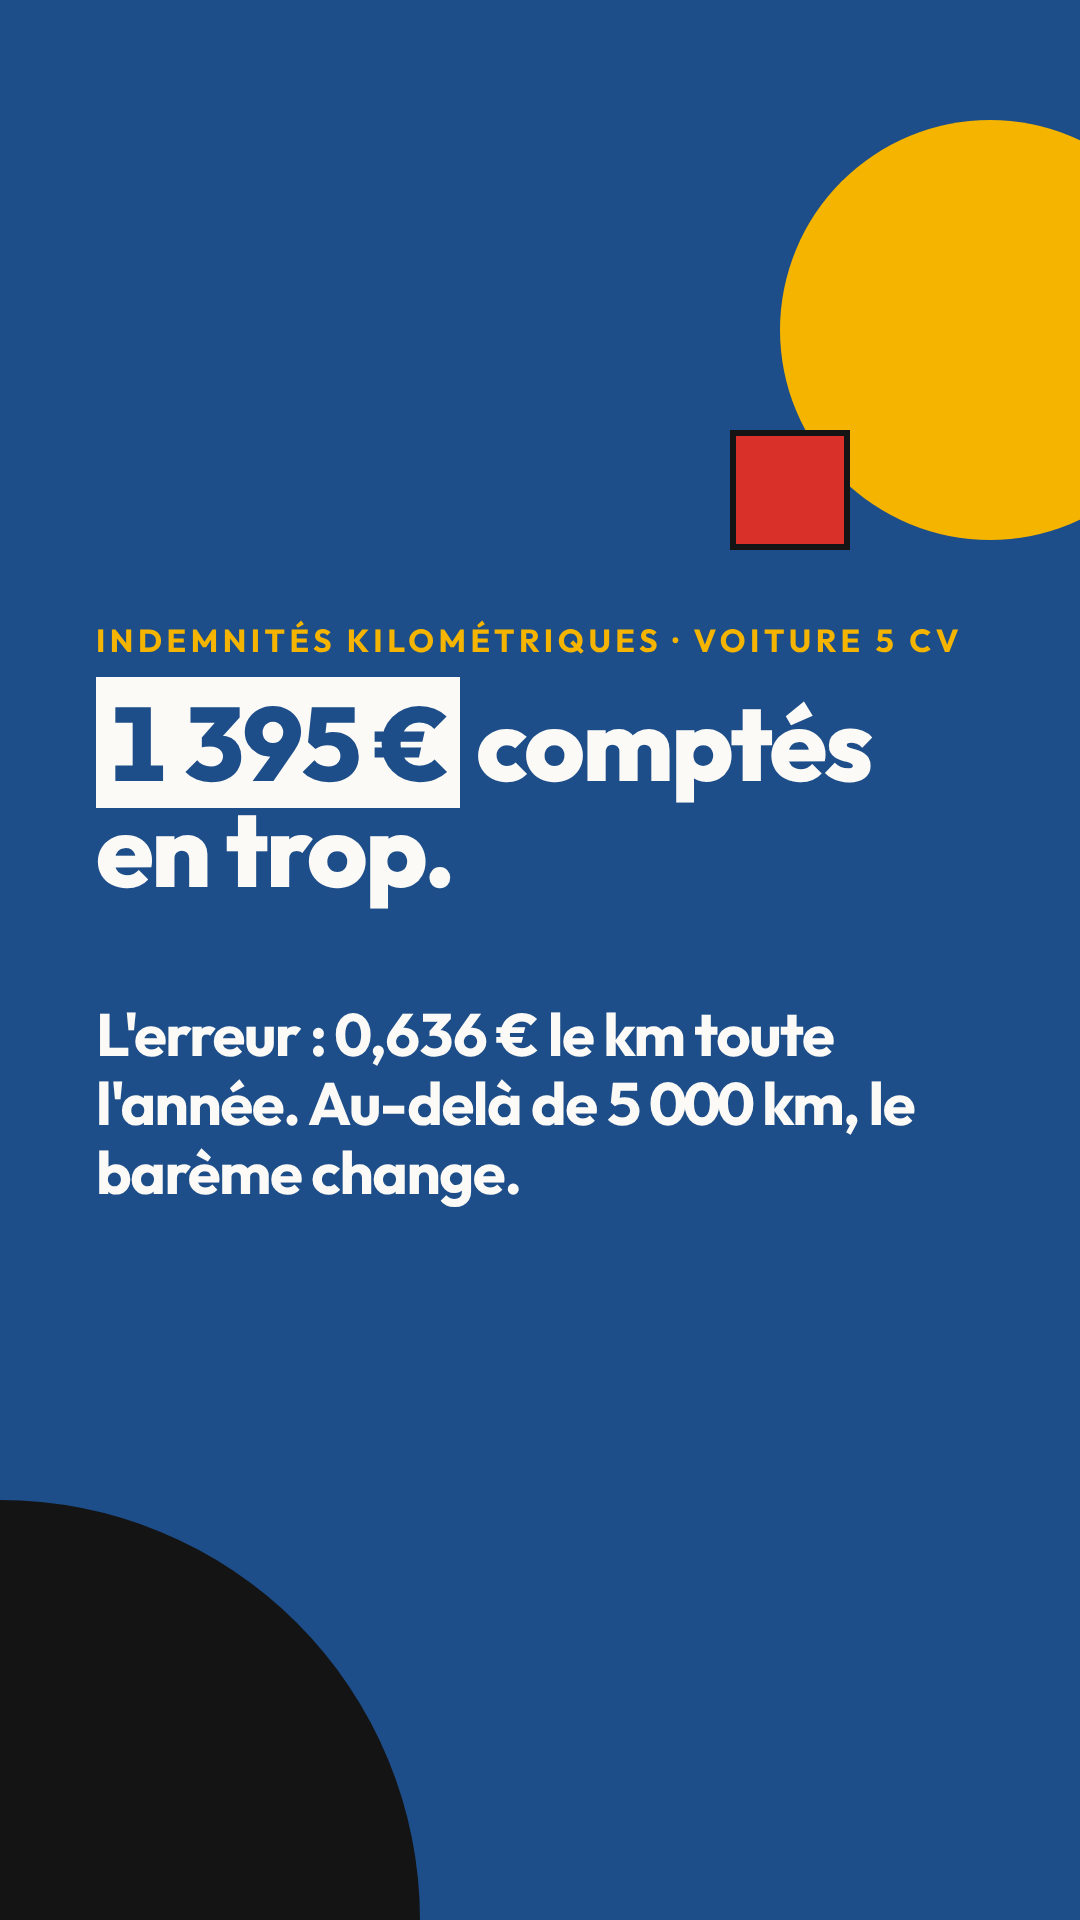 INDEMNITÉS KILOMÉTRIQUES · VOITURE 5 CV
1 395 € comptés
en trop.
L'erreur : 0,636 € le km toute
l'année. Au-delà de 5 000 km, le
barème change.